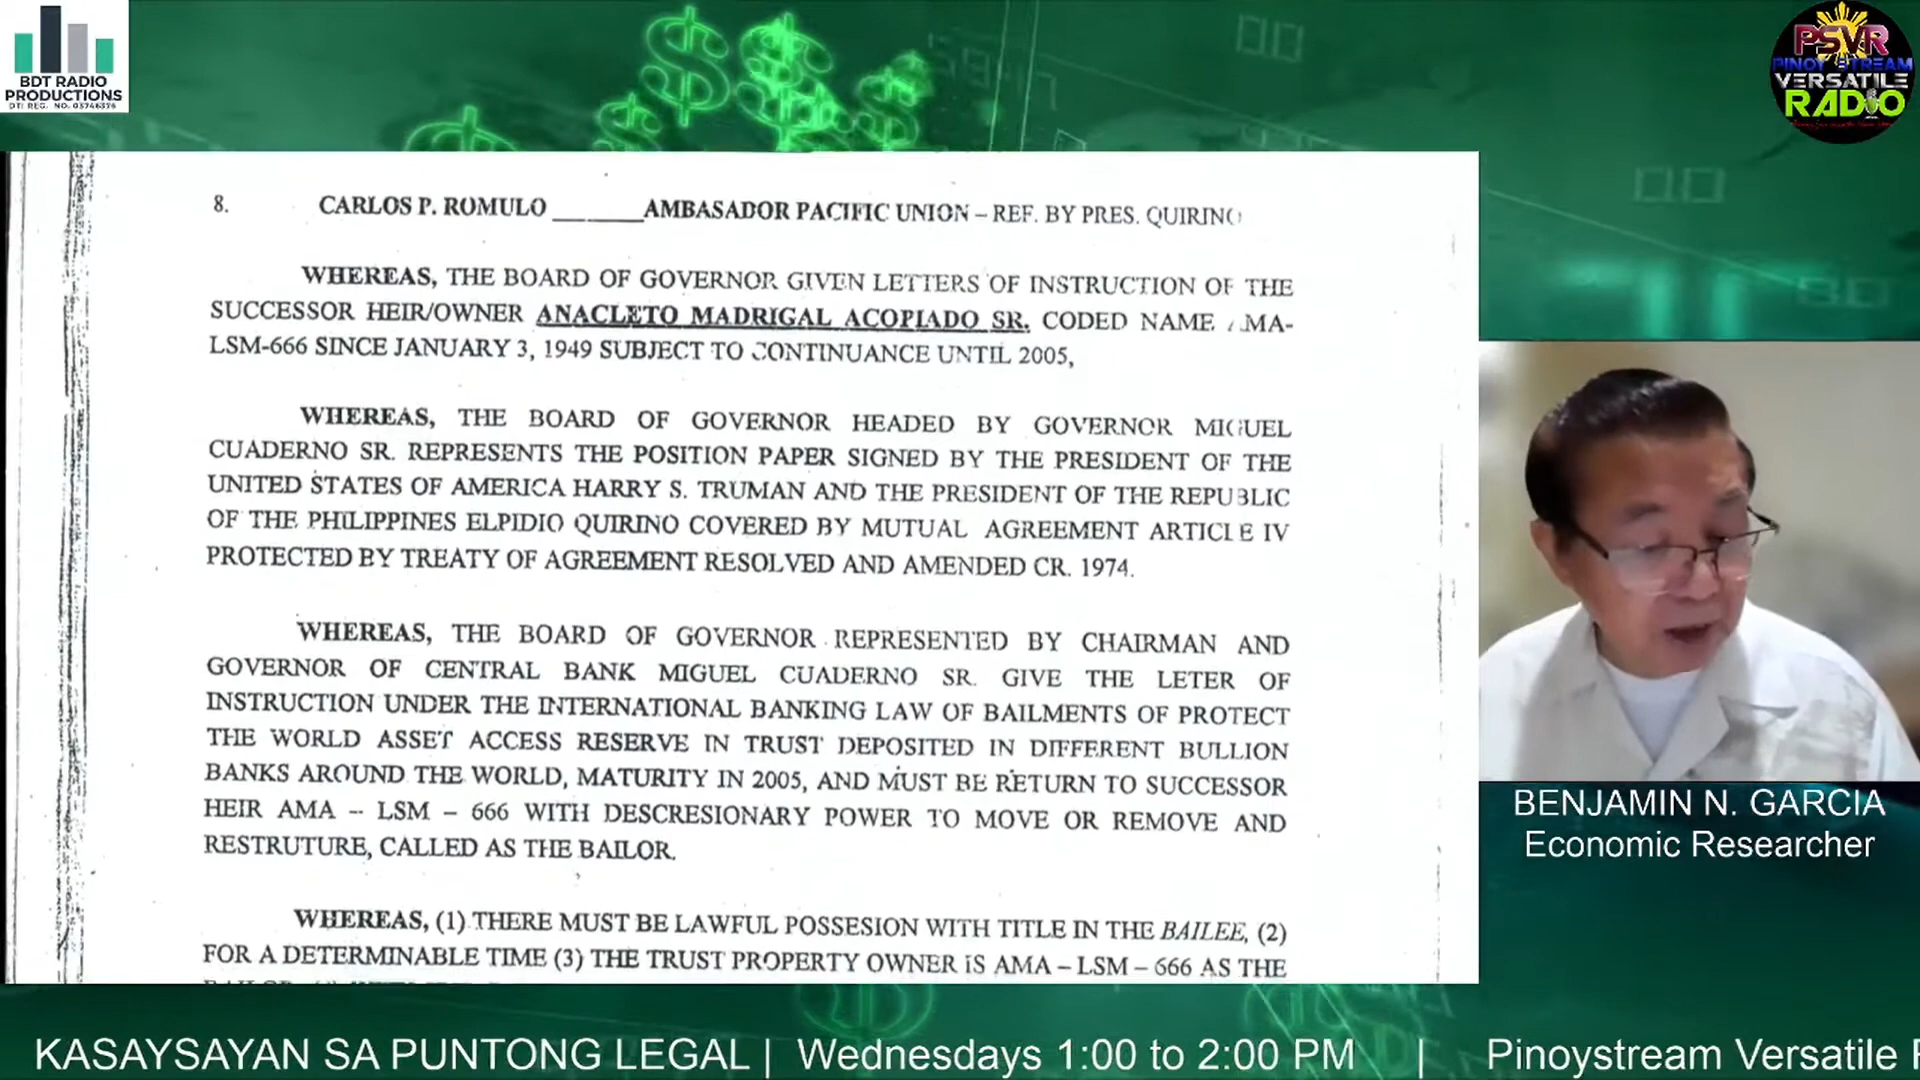 BDT RADIO
PRODUCTIONS
DTI REG. NO. 03746376
PSVR
PINOY STREAM
VERSATILE
RADIO
8. CARLOS P. ROMULO _______AMBASADOR PACIFIC UNION – REF. BY PRES. QUIRINO
WHEREAS, THE BOARD OF GOVERNOR GIVEN LETTERS OF INSTRUCTION OF THE
SUCCESSOR HEIR/OWNER ANACLETO MADRIGAL ACOPIADO SR. CODED NAME AMA-
LSM-666 SINCE JANUARY 3, 1949 SUBJECT TO CONTINUANCE UNTIL 2005,
WHEREAS, THE BOARD OF GOVERNOR HEADED BY GOVERNOR MIGUEL
CUADERNO SR. REPRESENTS THE POSITION PAPER SIGNED BY THE PRESIDENT OF THE
UNITED STATES OF AMERICA HARRY S. TRUMAN AND THE PRESIDENT OF THE REPUBLIC
OF THE PHILIPPINES ELPIDIO QUIRINO COVERED BY MUTUAL AGREEMENT ARTICLE IV
PROTECTED BY TREATY OF AGREEMENT RESOLVED AND AMENDED CR. 1974.
WHEREAS, THE BOARD OF GOVERNOR REPRESENTED BY CHAIRMAN AND
GOVERNOR OF CENTRAL BANK MIGUEL CUADERNO SR. GIVE THE LETER OF
INSTRUCTION UNDER THE INTERNATIONAL BANKING LAW OF BAILMENTS OF PROTECT
THE WORLD ASSET ACCESS RESERVE IN TRUST DEPOSITED IN DIFFERENT BULLION
BANKS AROUND THE WORLD, MATURITY IN 2005, AND MUST BE RETURN TO SUCCESSOR
HEIR AMA – LSM – 666 WITH DESCRESIONARY POWER TO MOVE OR REMOVE AND
RESTRUTURE, CALLED AS THE BAILOR.
WHEREAS, (1) THERE MUST BE LAWFUL POSSESION WITH TITLE IN THE BAILEE, (2)
FOR A DETERMINABLE TIME (3) THE TRUST PROPERTY OWNER IS AMA – LSM – 666 AS THE
BENJAMIN N. GARCIA
Economic Researcher
KASAYSAYAN SA PUNTONG LEGAL | Wednesdays 1:00 to 2:00 PM | Pinoystream Versatile